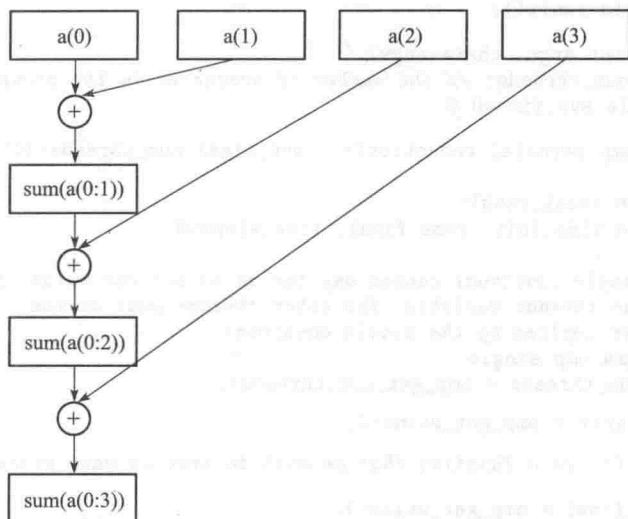 a(0) a(1) a(2) a(3)
+
sum(a(0:1))
+
sum(a(0:2))
+
sum(a(0:3))